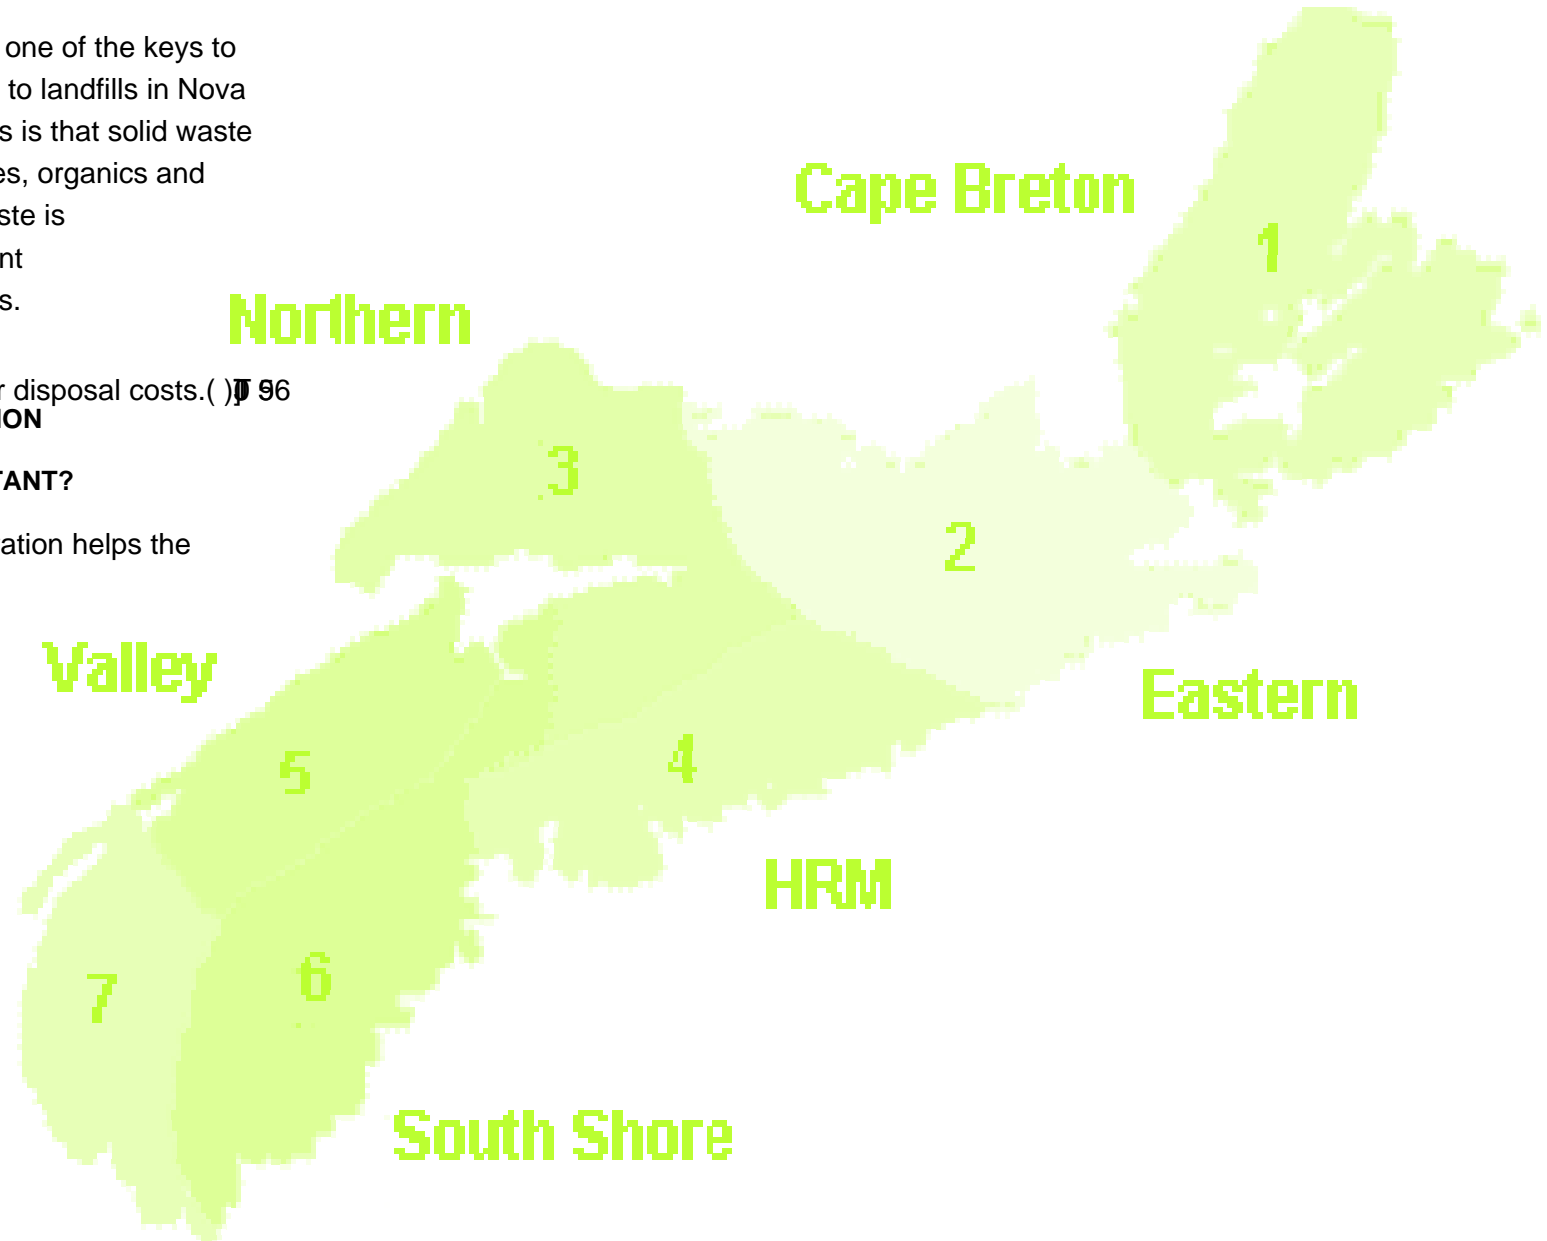 one of the keys to
to landfills in Nova
s is that solid waste
es, organics and
ste is
nt
s.
r disposal costs.( )
ION
TANT?
ation helps the
Cape Breton
1
Northern
3
2
Valley
Eastern
5
4
HRM
7
6
South Shore